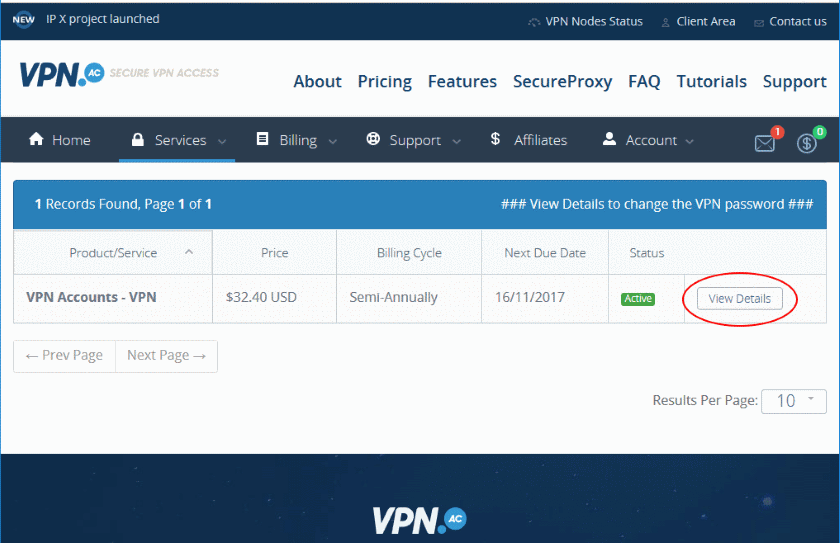 NEW IP X project launched VPN Nodes Status Client Area Contact us
VPN.AC SECURE VPN ACCESS
About Pricing Features SecureProxy FAQ Tutorials Support
Home Services Billing Support $ Affiliates Account 1 $ 0
1 Records Found, Page 1 of 1 ### View Details to change the VPN password ###
Product/Service Price Billing Cycle Next Due Date Status
VPN Accounts - VPN $32.40 USD Semi-Annually 16/11/2017 Active View Details
← Prev Page Next Page →
Results Per Page: 10
VPN.AC